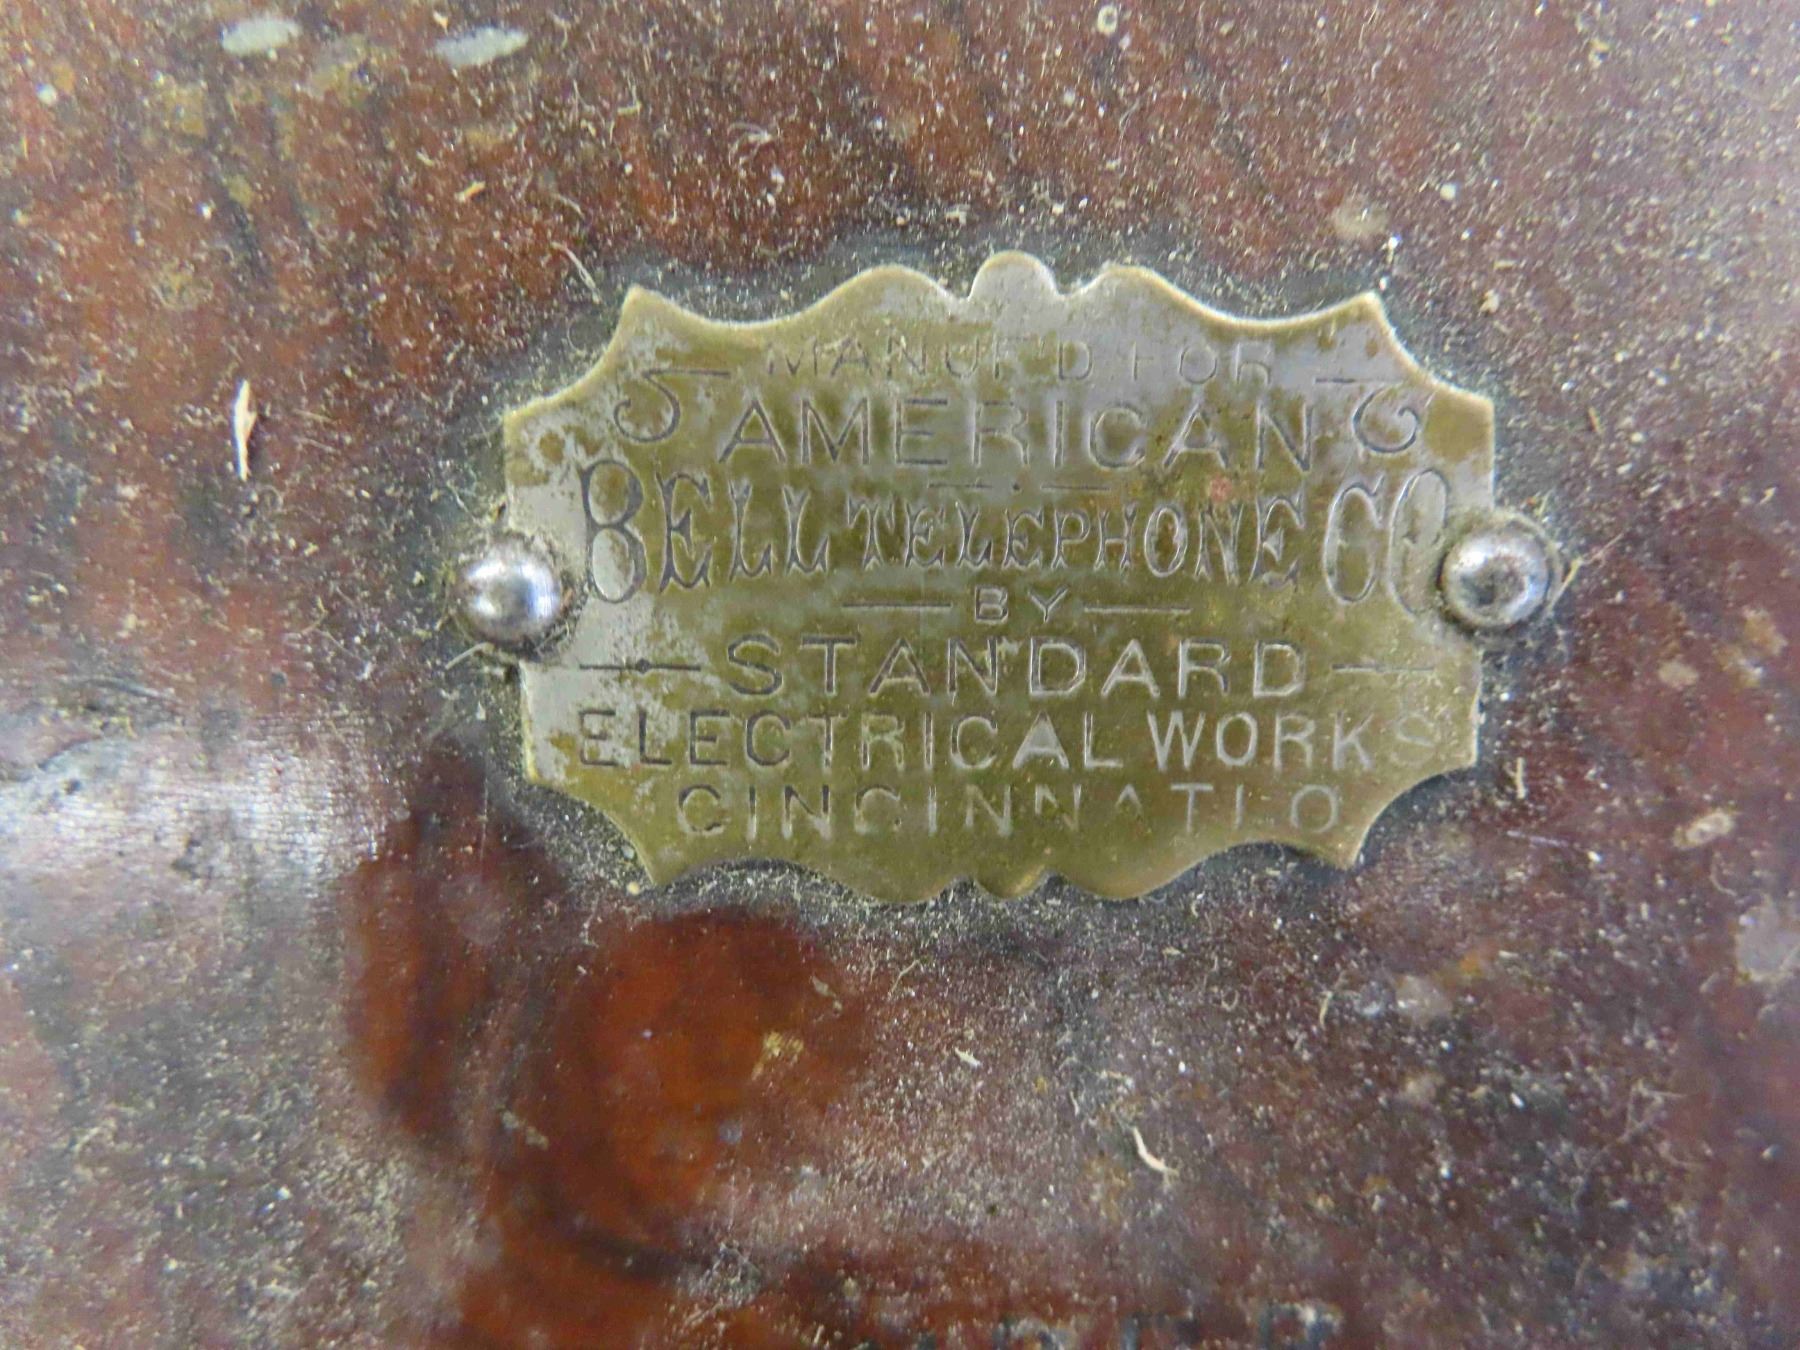 MANUF'D.FOR
AMERICAN
BELL TELEPHONE CO
BY
STANDARD
ELECTRICAL WORKS
CINCINNATI.O